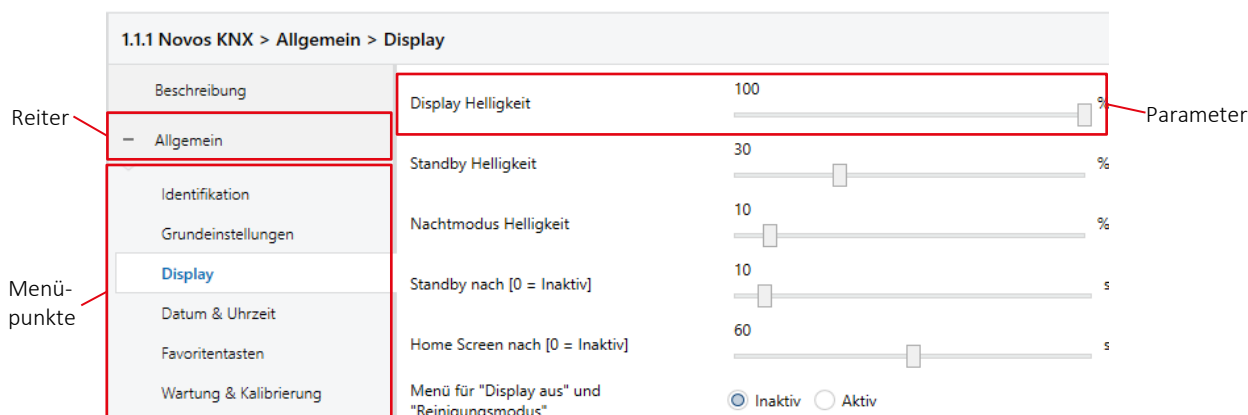 1.1.1 Novos KNX > Allgemein > Display
Beschreibung
Reiter
− Allgemein
Menü-
punkte
Identifikation
Grundeinstellungen
Display
Datum & Uhrzeit
Favoritentasten
Wartung & Kalibrierung
Display Helligkeit
100
%
Parameter
Standby Helligkeit
30
%
Nachtmodus Helligkeit
10
%
Standby nach [0 = Inaktiv]
10
s
Home Screen nach [0 = Inaktiv]
60
s
Menü für "Display aus" und
"Reinigungsmodus"
Inaktiv Aktiv